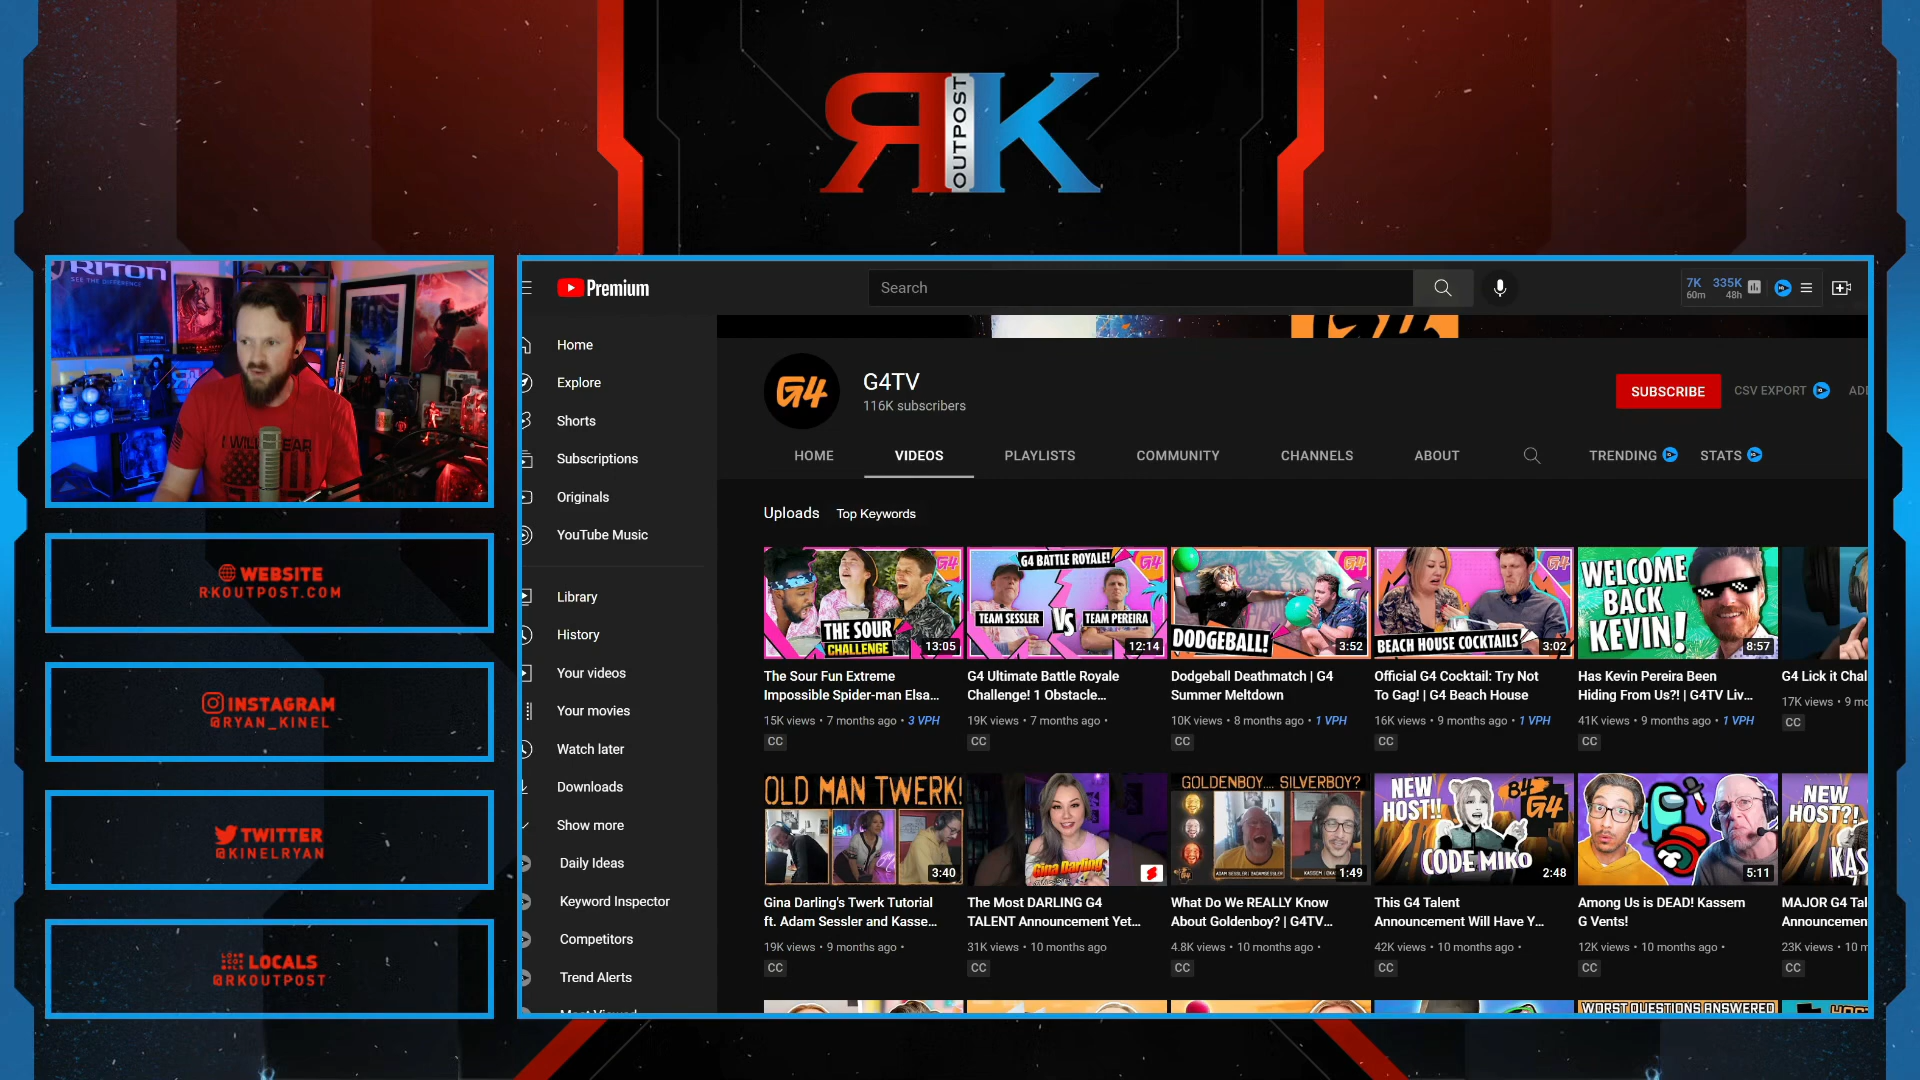 RK
OUTPOST
RITON
SEE THE DIFFERENCE
WEBSITE
RKOUTPOST.COM
INSTAGRAM
@RYAN_KINEL
TWITTER
@KINELRYAN
LOCALS
@RKOUTPOST
Premium
Search
7K 335K
60m 48h
Home
Explore
Shorts
Subscriptions
Originals
YouTube Music
Library
History
Your videos
Your movies
Watch later
Downloads
Show more
Daily Ideas
Keyword Inspector
Competitors
Trend Alerts
G4
G4TV
116K subscribers
SUBSCRIBE
CSV EXPORT
HOME
VIDEOS
PLAYLISTS
COMMUNITY
CHANNELS
ABOUT
TRENDING
STATS
Uploads
Top Keywords
THE SOUR
CHALLENGE
13:05
The Sour Fun Extreme
Impossible Spider-man Elsa...
15K views • 7 months ago • 3 VPH
CC
G4 BATTLE ROYALE!
TEAM SESSLER
VS
TEAM PEREIRA
12:14
G4 Ultimate Battle Royale
Challenge! 1 Obstacle...
19K views • 7 months ago •
CC
DODGEBALL!
3:52
Dodgeball Deathmatch | G4
Summer Meltdown
10K views • 8 months ago • 1 VPH
CC
BEACH HOUSE COCKTAILS
3:02
Official G4 Cocktail: Try Not
To Gag! | G4 Beach House
16K views • 9 months ago • 1 VPH
CC
WELCOME
BACK
KEVIN!
8:57
Has Kevin Pereira Been
Hiding From Us?! | G4TV Liv...
41K views • 9 months ago • 1 VPH
CC
G4 Lick it Chal
17K views • 9 mo
CC
OLD MAN TWERK!
3:40
Gina Darling's Twerk Tutorial
ft. Adam Sessler and Kasse...
19K views • 9 months ago •
CC
Gina Darling
The Most DARLING G4
TALENT Announcement Yet...
31K views • 10 months ago
GOLDENBOY.... SILVERBOY?
1:49
What Do We REALLY Know
About Goldenboy? | G4TV...
4.8K views • 10 months ago •
CC
NEW
HOST!!
G4
CODE MIKO
2:48
This G4 Talent
Announcement Will Have Y...
42K views • 10 months ago •
CC
5:11
Among Us is DEAD! Kassem
G Vents!
12K views • 10 months ago •
CC
NEW
HOST?!
KAS
MAJOR G4 Tal
Announcemen
23K views • 10 m
CC
WORST QUESTIONS ANSWERED